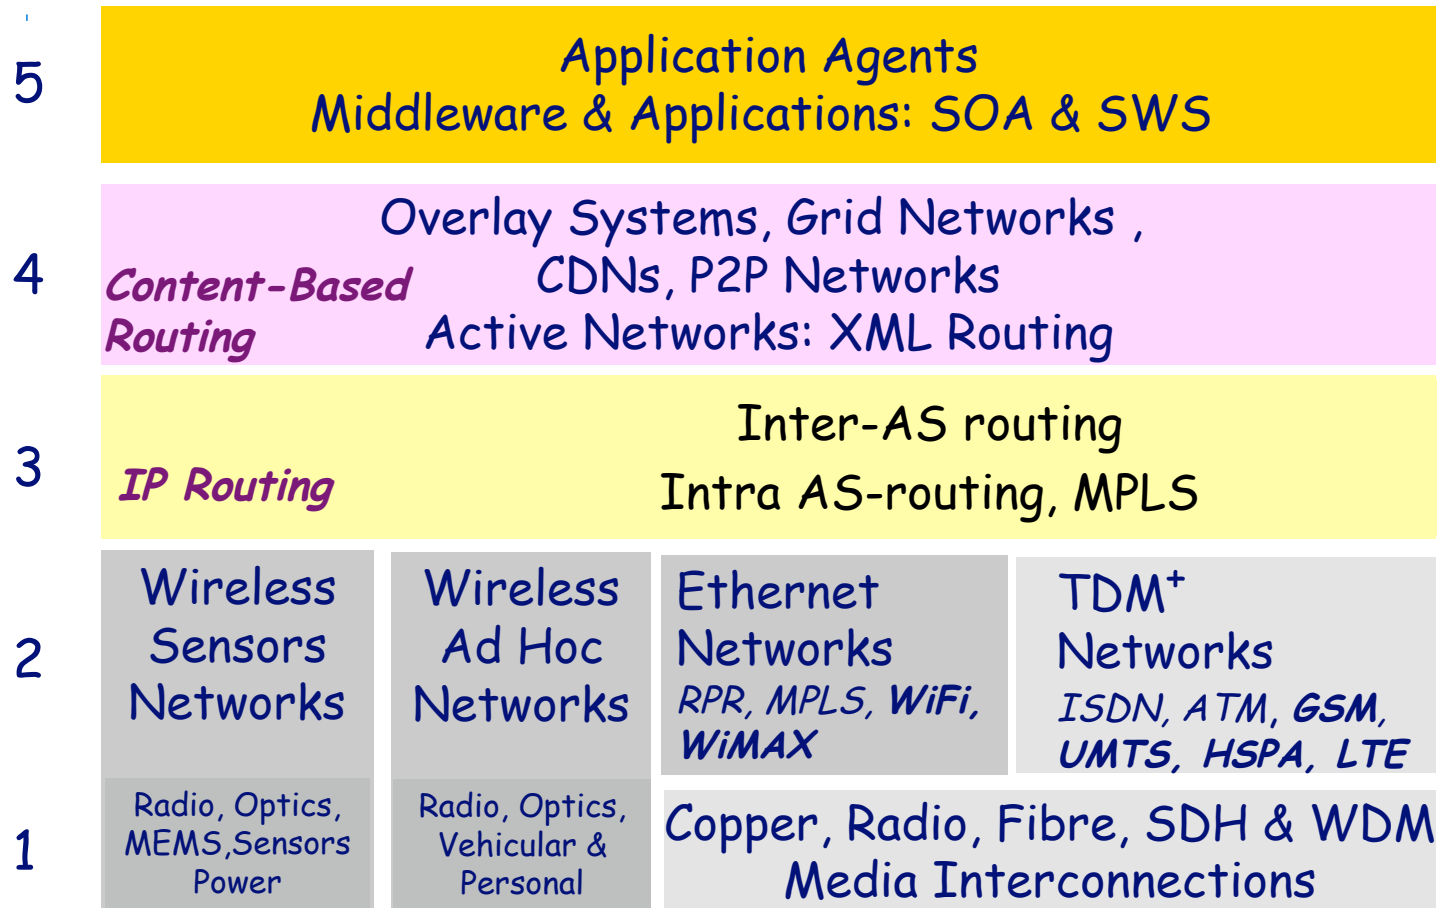 5
Application Agents
Middleware & Applications: SOA & SWS
4
Overlay Systems, Grid Networks ,
CDNs, P2P Networks
Active Networks: XML Routing
Content-Based
Routing
3
Inter-AS routing
Intra AS-routing, MPLS
IP Routing
2
Wireless
Sensors
Networks
Wireless
Ad Hoc
Networks
Ethernet
Networks
RPR, MPLS, WiFi,
WiMAX
TDM⁺
Networks
ISDN, ATM, GSM,
UMTS, HSPA, LTE
1
Radio, Optics,
MEMS,Sensors
Power
Radio, Optics,
Vehicular &
Personal
Copper, Radio, Fibre, SDH & WDM
Media Interconnections